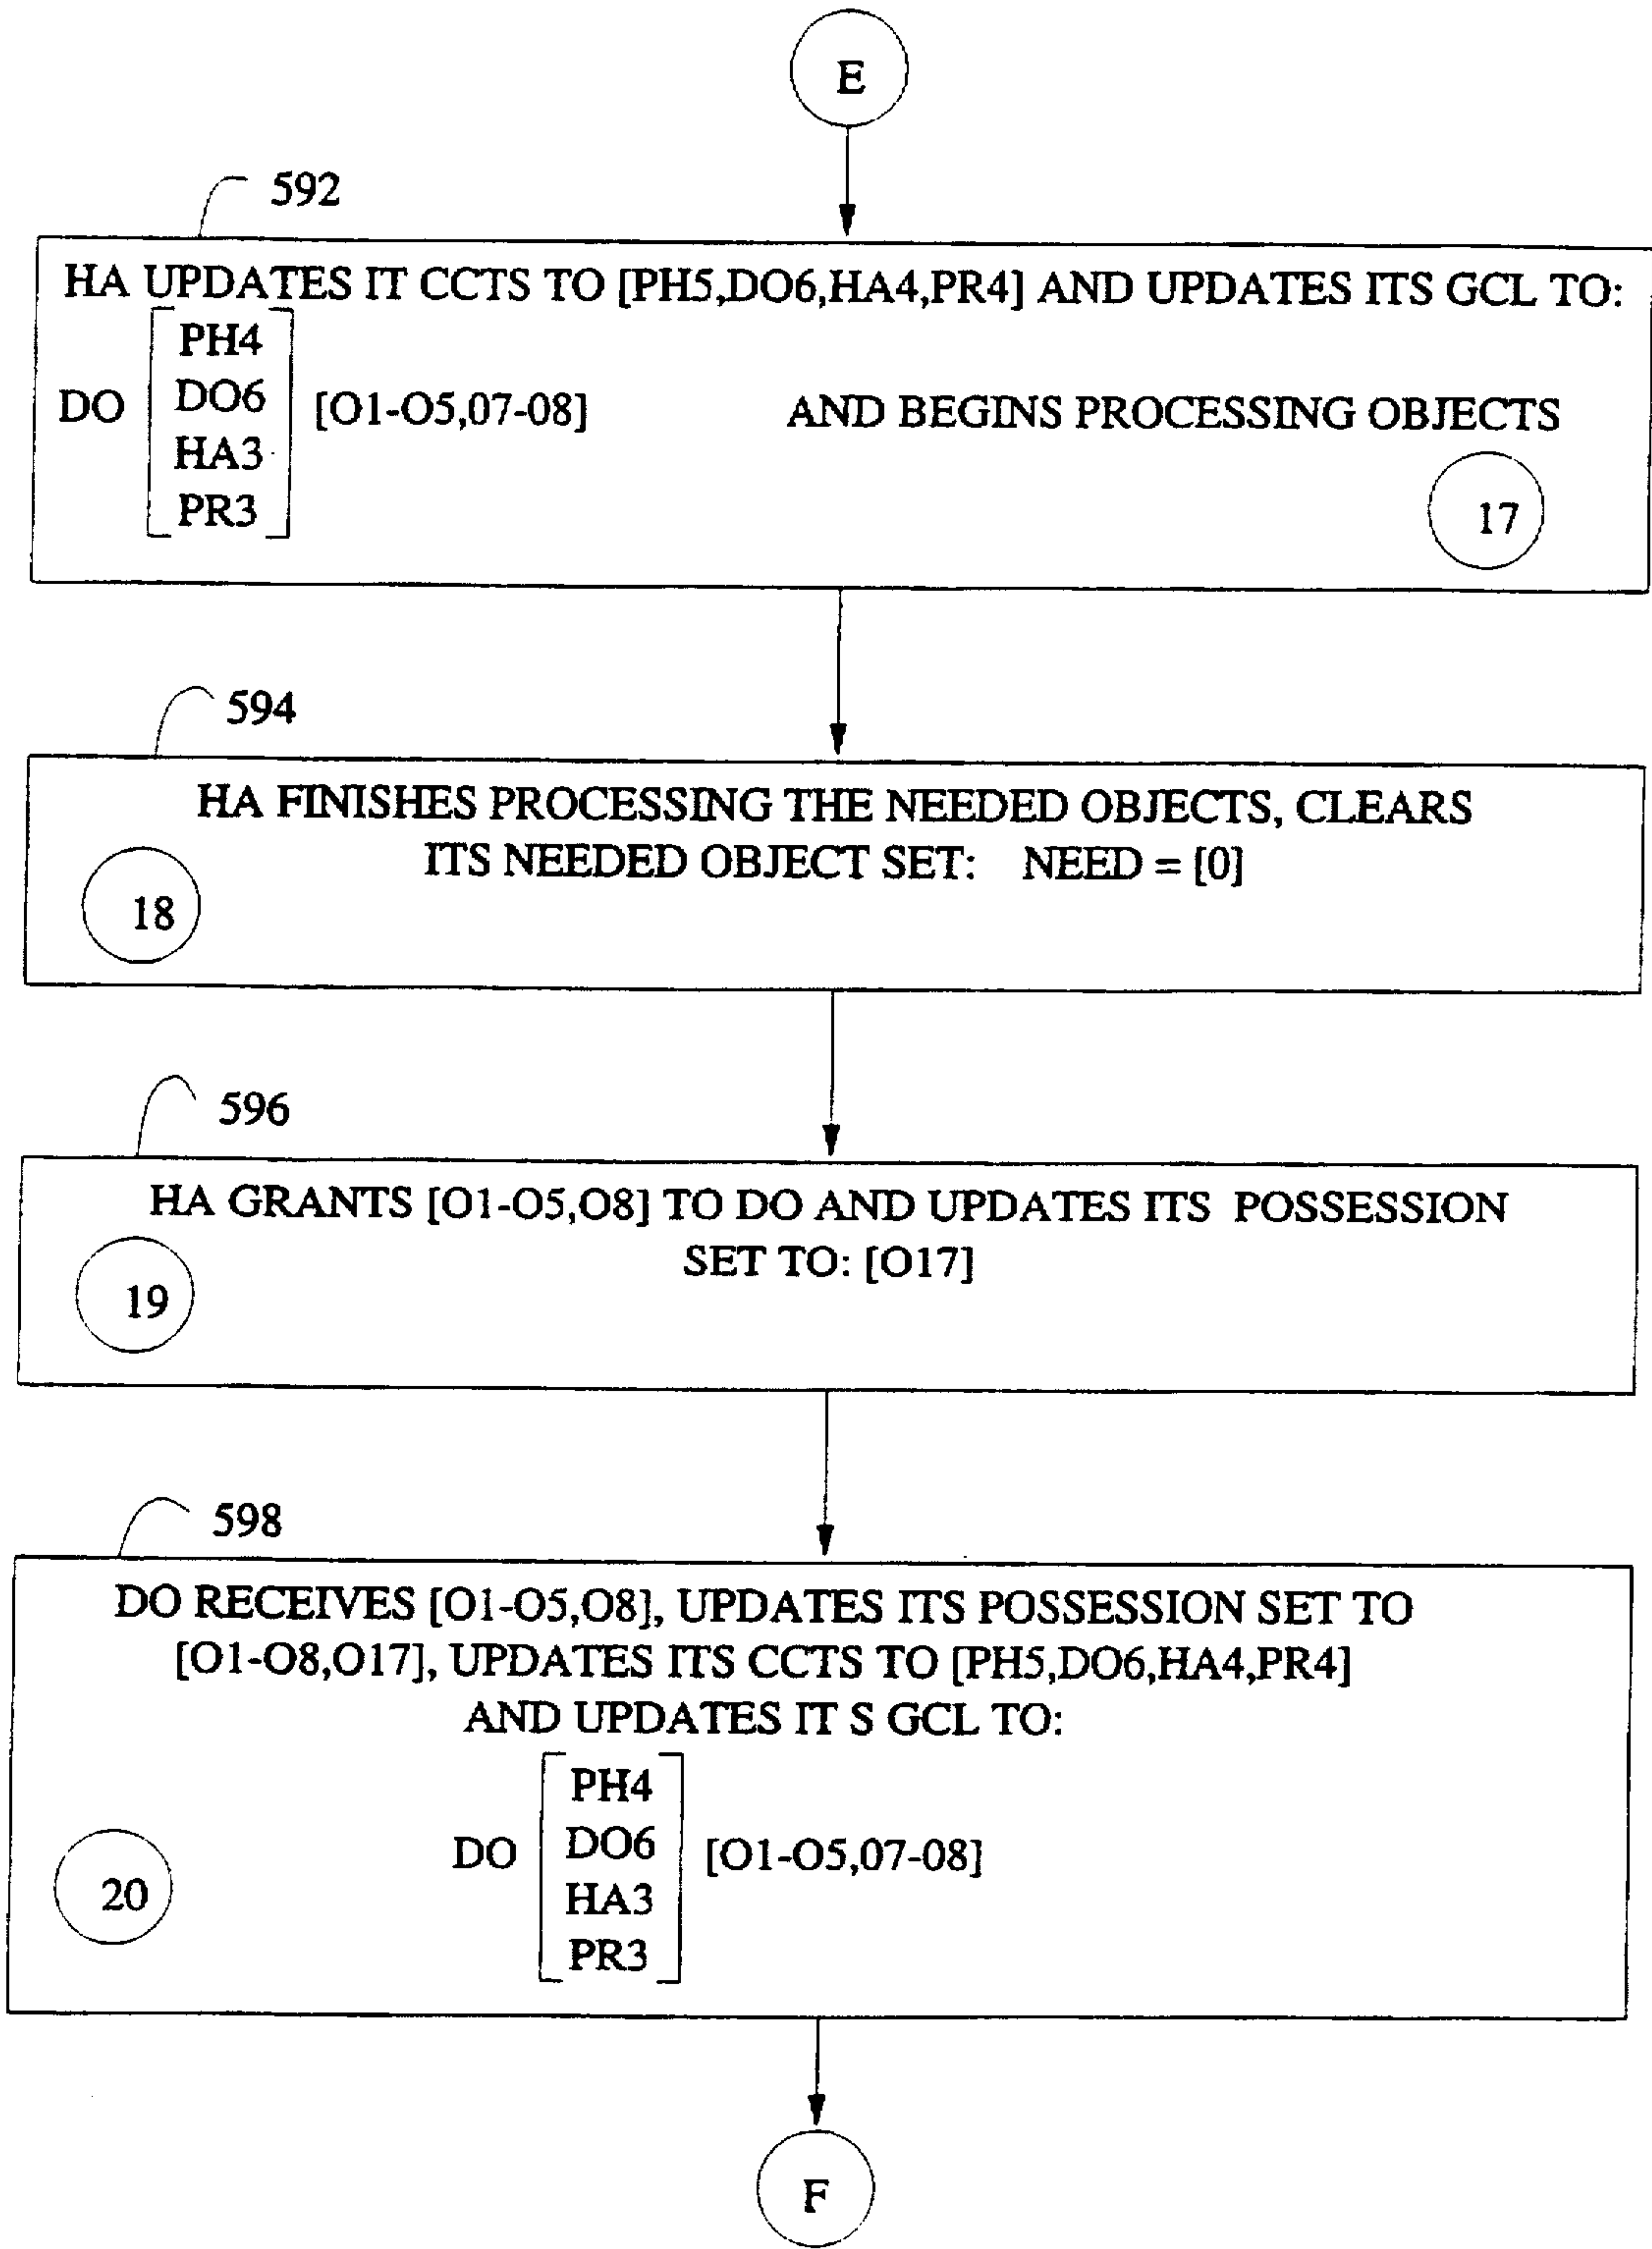 E
592
HA UPDATES IT CCTS TO [PH5,DO6,HA4,PR4] AND UPDATES ITS GCL TO:
PH4
DO6
DO [O1-O5,07-08] AND BEGINS PROCESSING OBJECTS
HA3
PR3
17
594
HA FINISHES PROCESSING THE NEEDED OBJECTS, CLEARS
ITS NEEDED OBJECT SET: NEED = [0]
18
596
HA GRANTS [O1-O5,O8] TO DO AND UPDATES ITS POSSESSION
SET TO: [O17]
19
598
DO RECEIVES [O1-O5,O8], UPDATES ITS POSSESSION SET TO
[O1-O8,O17], UPDATES ITS CCTS TO [PH5,DO6,HA4,PR4]
AND UPDATES IT S GCL TO:
PH4
DO6
DO [O1-O5,07-08]
HA3
PR3
20
F